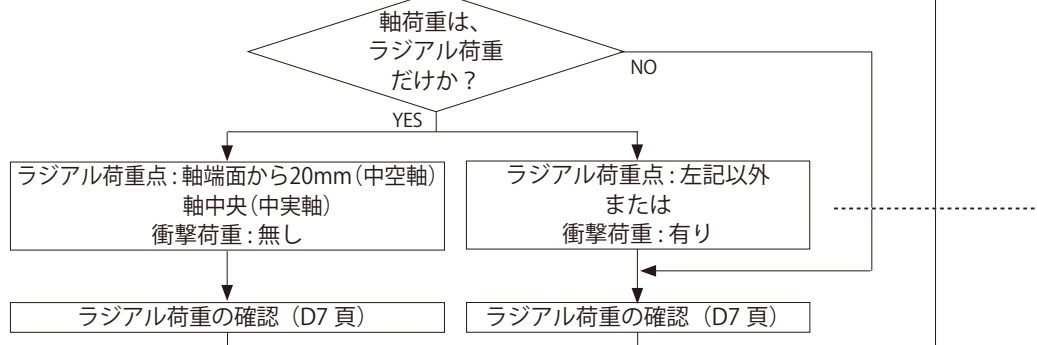 軸荷重は、
ラジアル荷重
だけか?
NO
YES
ラジアル荷重点:軸端面から20mm(中空軸)
軸中央(中実軸)
衝撃荷重:無し
ラジアル荷重点:左記以外
または
衝撃荷重:有り
ラジアル荷重の確認(D7 頁)
ラジアル荷重の確認(D7 頁)